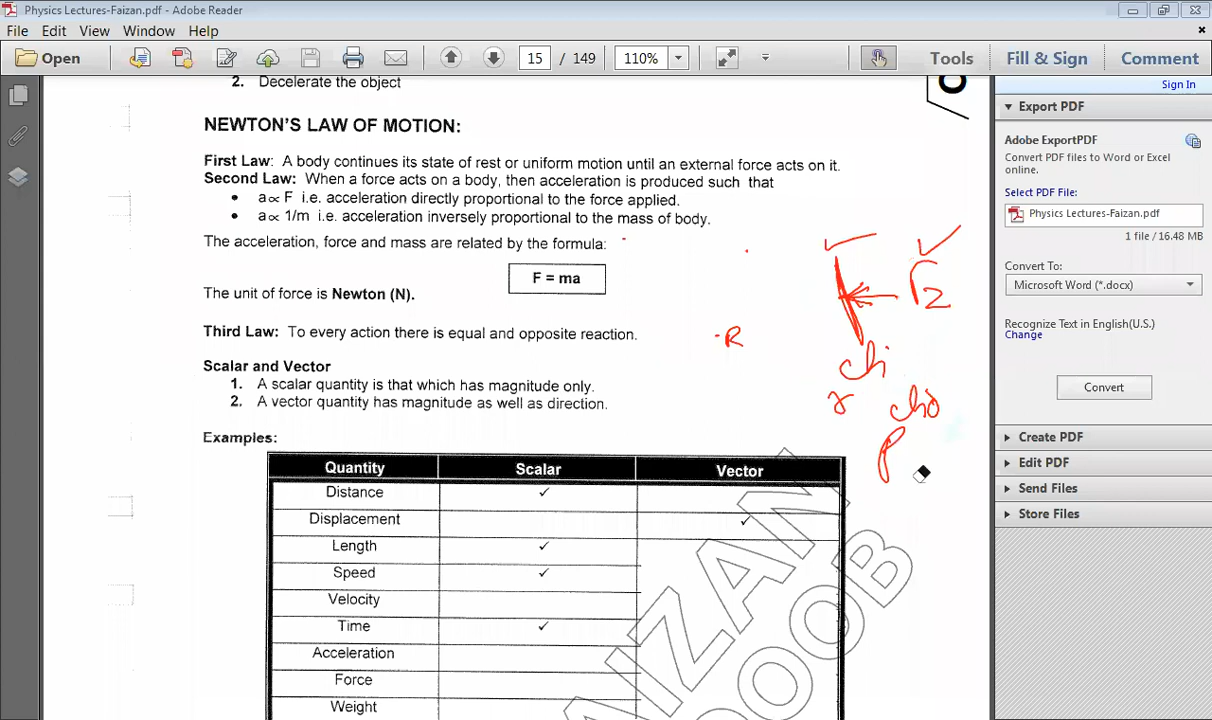 Physics Lectures-Faizan.pdf - Adobe Reader
File Edit View Window Help
Open 15 / 149 110% Tools Fill & Sign Comment
Sign In
Export PDF
Adobe ExportPDF
Convert PDF files to Word or Excel online.
Select PDF File:
Physics Lectures-Faizan.pdf
1 file / 16.48 MB
Convert To:
Microsoft Word (*.docx)
Recognize Text in English(U.S.)
Change
Convert
Create PDF
Edit PDF
Send Files
Store Files
2. Decelerate the object
NEWTON'S LAW OF MOTION:
First Law: A body continues its state of rest or uniform motion until an external force acts on it.
Second Law: When a force acts on a body, then acceleration is produced such that
• a∝ F i.e. acceleration directly proportional to the force applied.
• a∝ 1/m i.e. acceleration inversely proportional to the mass of body.
The acceleration, force and mass are related by the formula:
F = ma
The unit of force is Newton (N).
Third Law: To every action there is equal and opposite reaction.
R
Scalar and Vector
1. A scalar quantity is that which has magnitude only.
2. A vector quantity has magnitude as well as direction.
Examples:
Quantity Scalar Vector
Distance ✓
Displacement ✓
Length ✓
Speed ✓
Velocity
Time ✓
Acceleration
Force
Weight